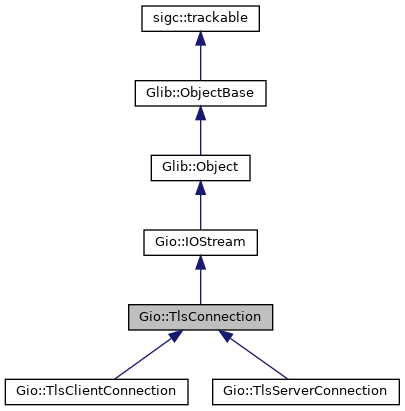 sigc::trackable
Glib::ObjectBase
Glib::Object
Gio::IOStream
Gio::TlsConnection
Gio::TlsClientConnection
Gio::TlsServerConnection